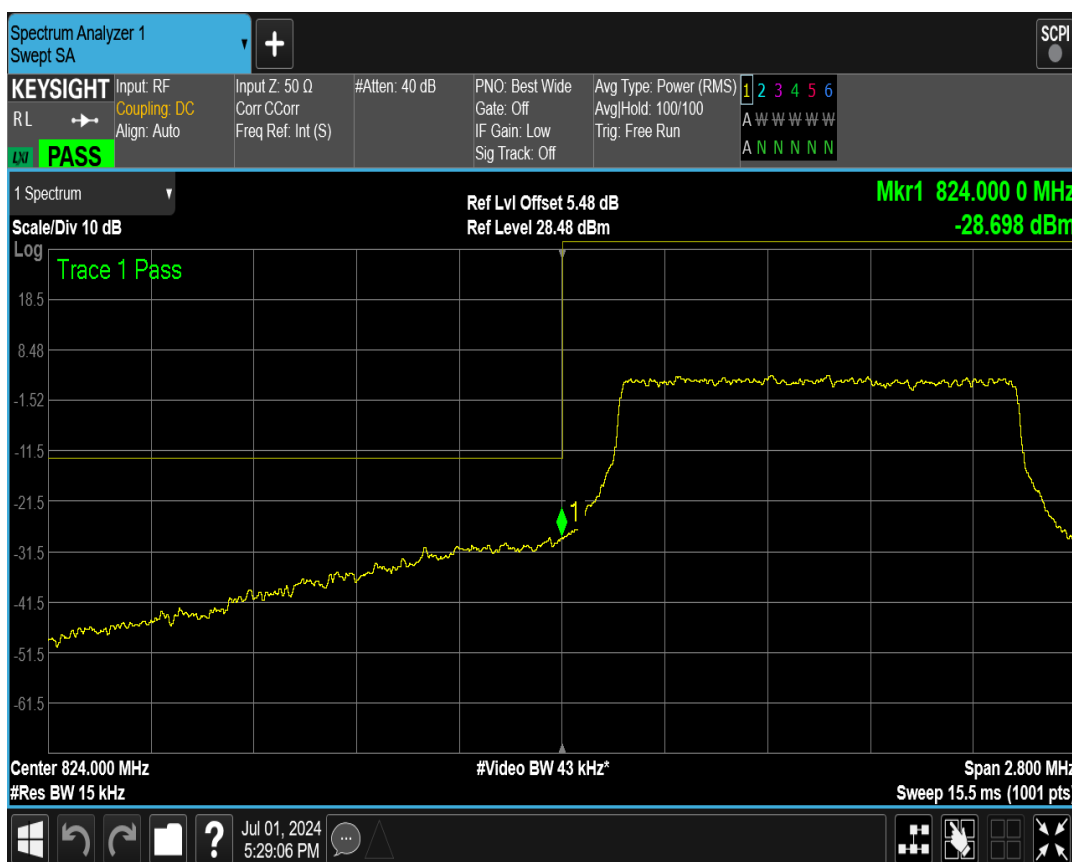 Spectrum Analyzer 1
Swept SA
+
SCPI
KEYSIGHT
RL
LXI PASS
Input: RF
Coupling: DC
Align: Auto
Input Z: 50 Ω
Corr CCorr
Freq Ref: Int (S)
#Atten: 40 dB
PNO: Best Wide
Gate: Off
IF Gain: Low
Sig Track: Off
Avg Type: Power (RMS)
Avg|Hold: 100/100
Trig: Free Run
1 2 3 4 5 6
A W W W W W
A N N N N N
1 Spectrum
Scale/Div 10 dB
Ref Lvl Offset 5.48 dB
Ref Level 28.48 dBm
Mkr1 824.000 0 MHz
-28.698 dBm
Log
Trace 1 Pass
18.5
8.48
-1.52
-11.5
-21.5
-31.5
-41.5
-51.5
-61.5
1
Center 824.000 MHz
#Res BW 15 kHz
#Video BW 43 kHz*
Span 2.800 MHz
Sweep 15.5 ms (1001 pts)
?
Jul 01, 2024
5:29:06 PM